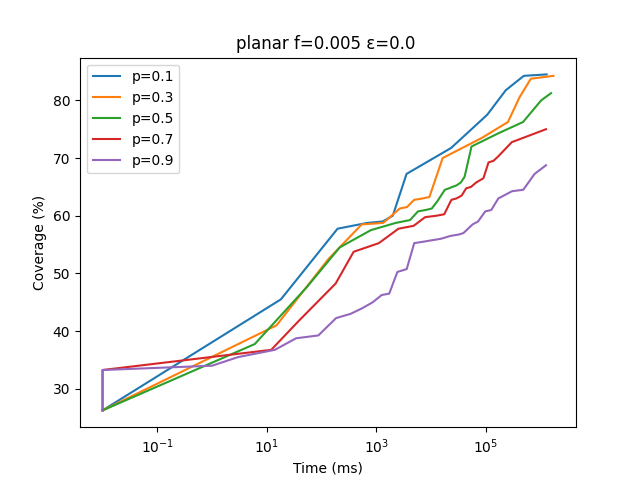 planar f=0.005 ε=0.0
p=0.1
p=0.3
p=0.5
p=0.7
p=0.9
Coverage (%)
80
70
60
50
40
30
10⁻¹
10¹
10³
10⁵
Time (ms)